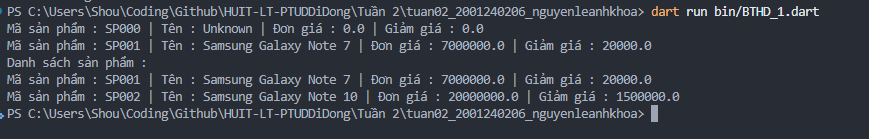 PS C:\Users\Shou\Coding\Github\HUIT-LT-PTUDDiDong\Tuần 2\tuan02_2001240206_nguyenleanhkhoa> dart run bin/BTHD_1.dart
Mã sản phẩm : SP000 | Tên : Unknown | Đơn giá : 0.0 | Giảm giá : 0.0
Mã sản phẩm : SP001 | Tên : Samsung Galaxy Note 7 | Đơn giá : 7000000.0 | Giảm giá : 20000.0
Danh sách sản phẩm :
Mã sản phẩm : SP001 | Tên : Samsung Galaxy Note 7 | Đơn giá : 7000000.0 | Giảm giá : 20000.0
Mã sản phẩm : SP002 | Tên : Samsung Galaxy Note 10 | Đơn giá : 20000000.0 | Giảm giá : 1500000.0
PS C:\Users\Shou\Coding\Github\HUIT-LT-PTUDDiDong\Tuần 2\tuan02_2001240206_nguyenleanhkhoa>